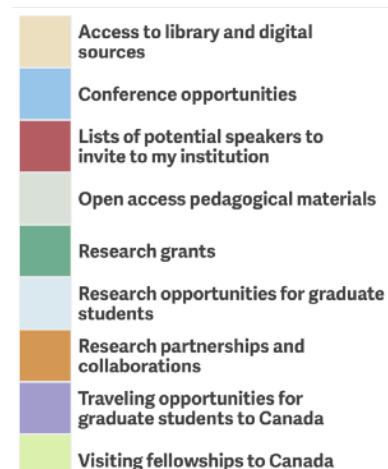 Access to library and digital
sources
Conference opportunities
Lists of potential speakers to
invite to my institution
Open access pedagogical materials
Research grants
Research opportunities for graduate
students
Research partnerships and
collaborations
Traveling opportunities for
graduate students to Canada
Visiting fellowships to Canada